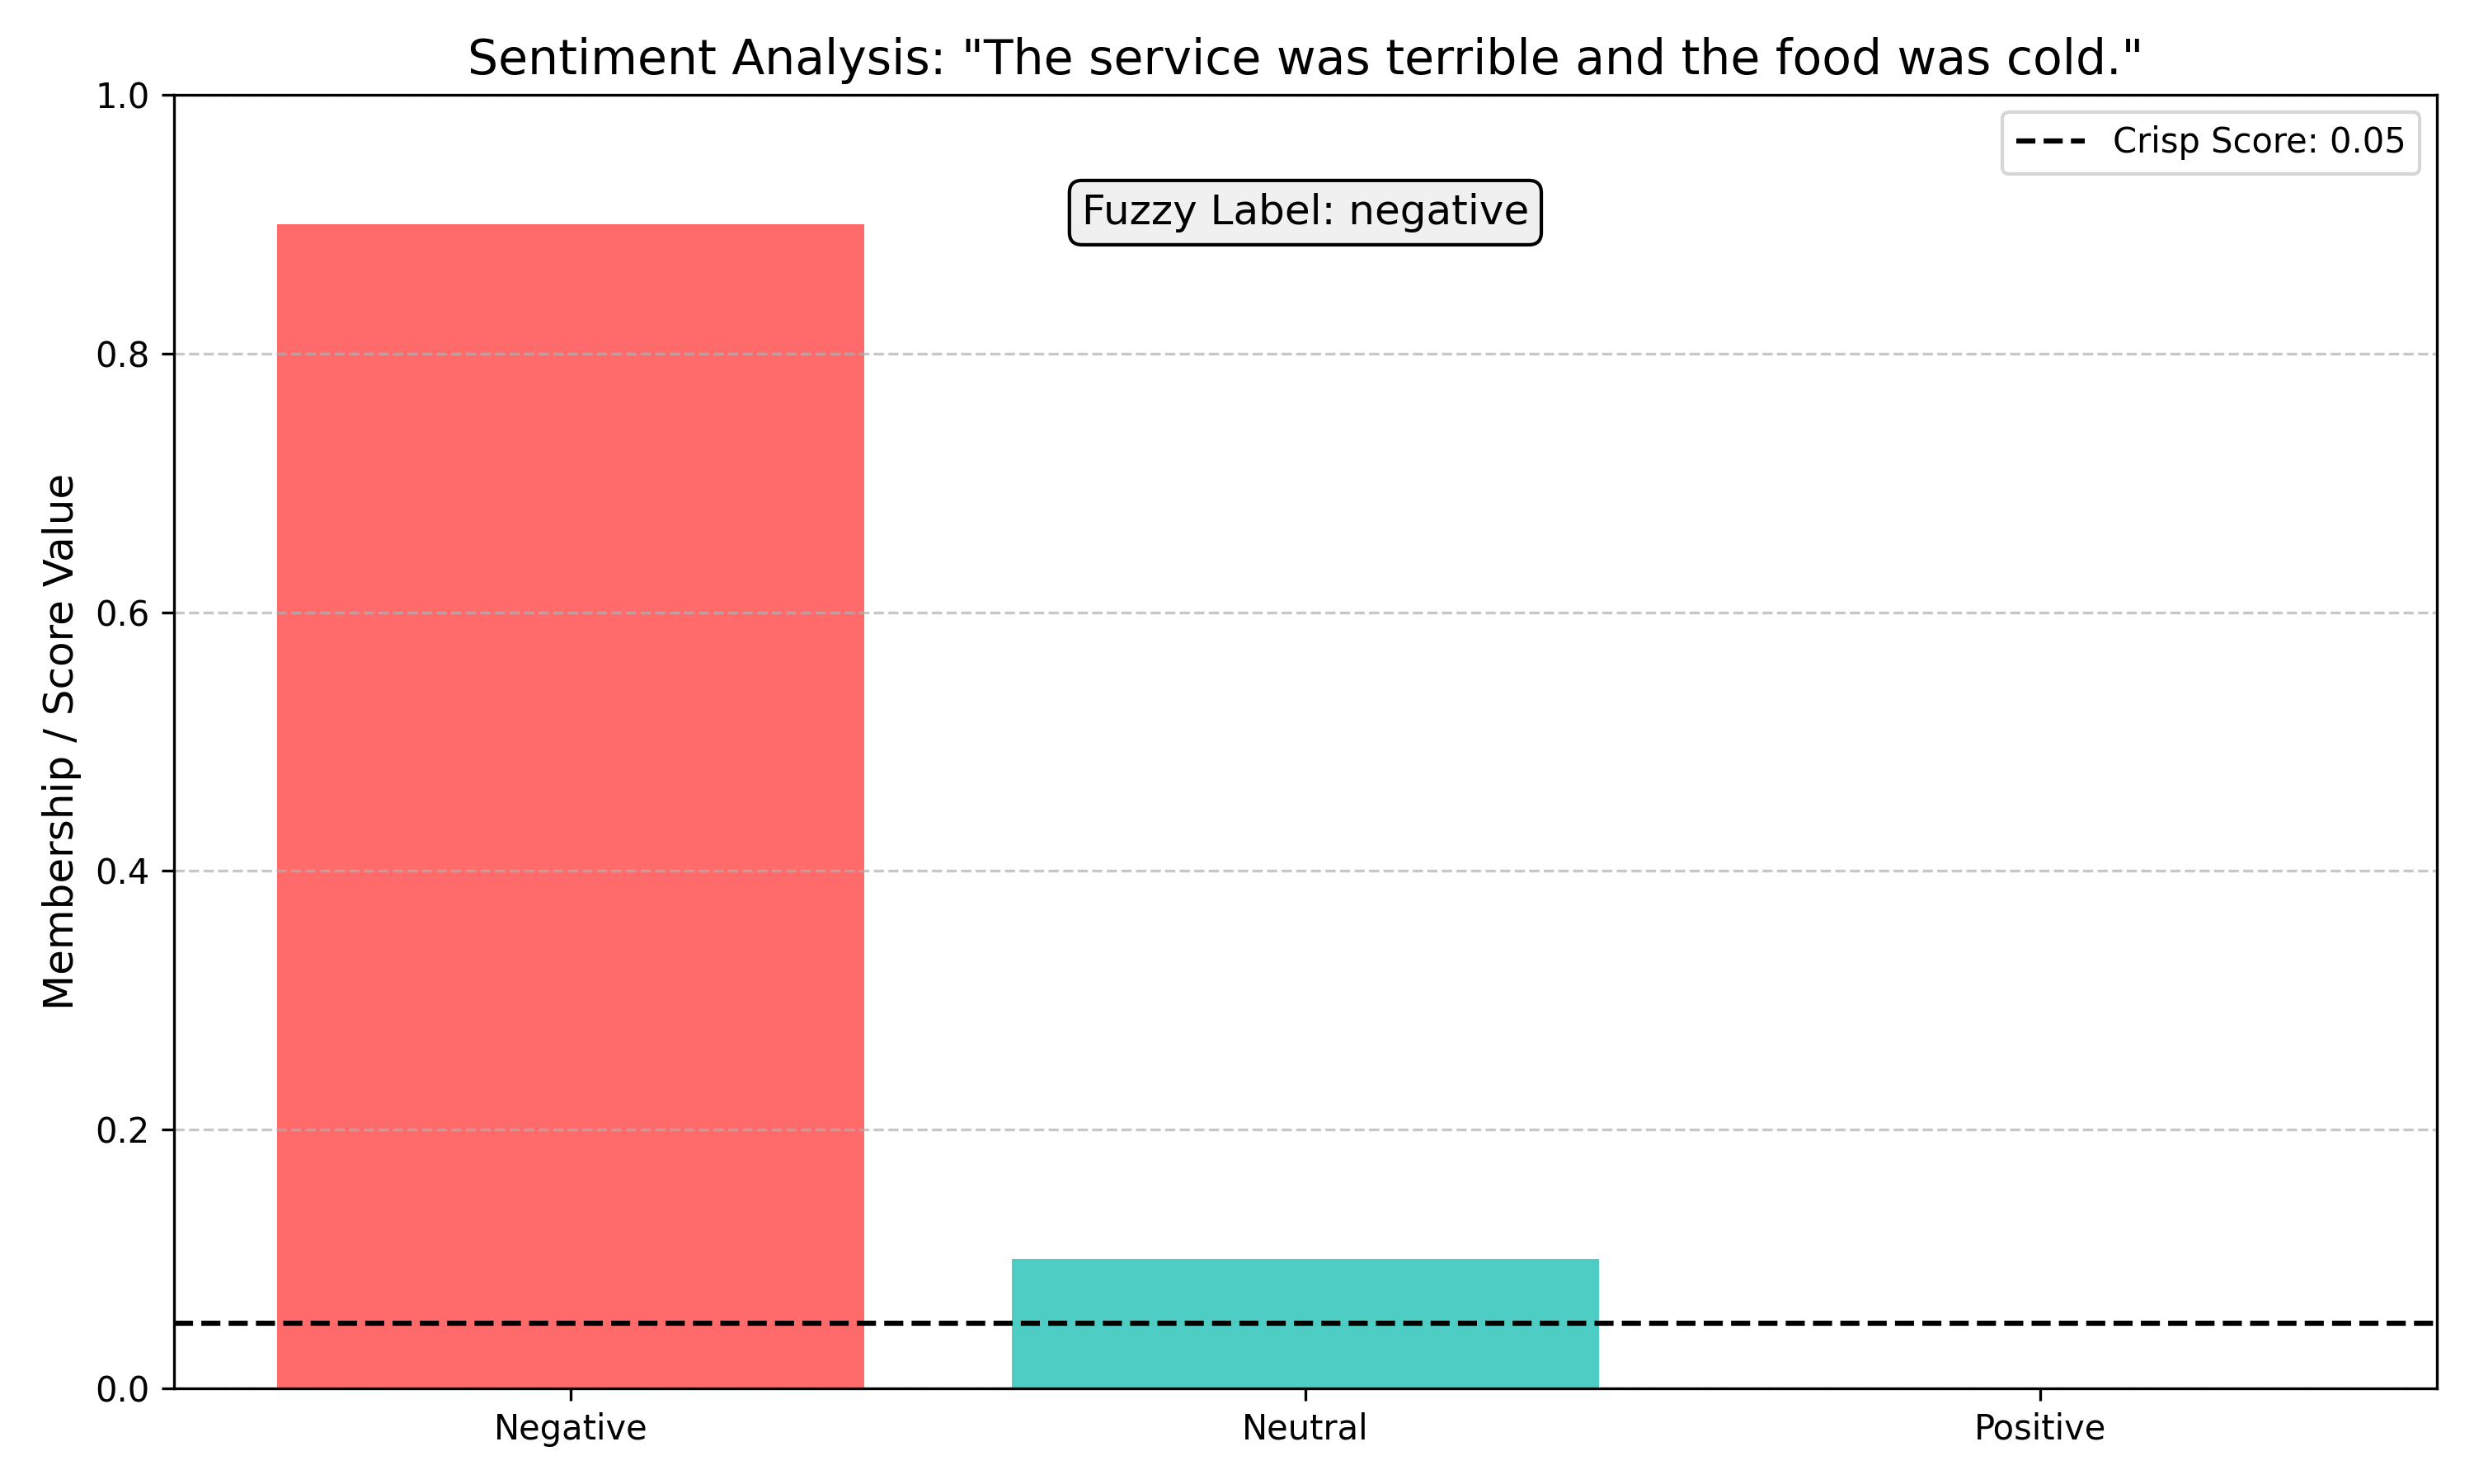 Sentiment Analysis: "The service was terrible and the food was cold."
Crisp Score: 0.05
Fuzzy Label: negative
Membership / Score Value
1.0
0.8
0.6
0.4
0.2
0.0
Negative
Neutral
Positive